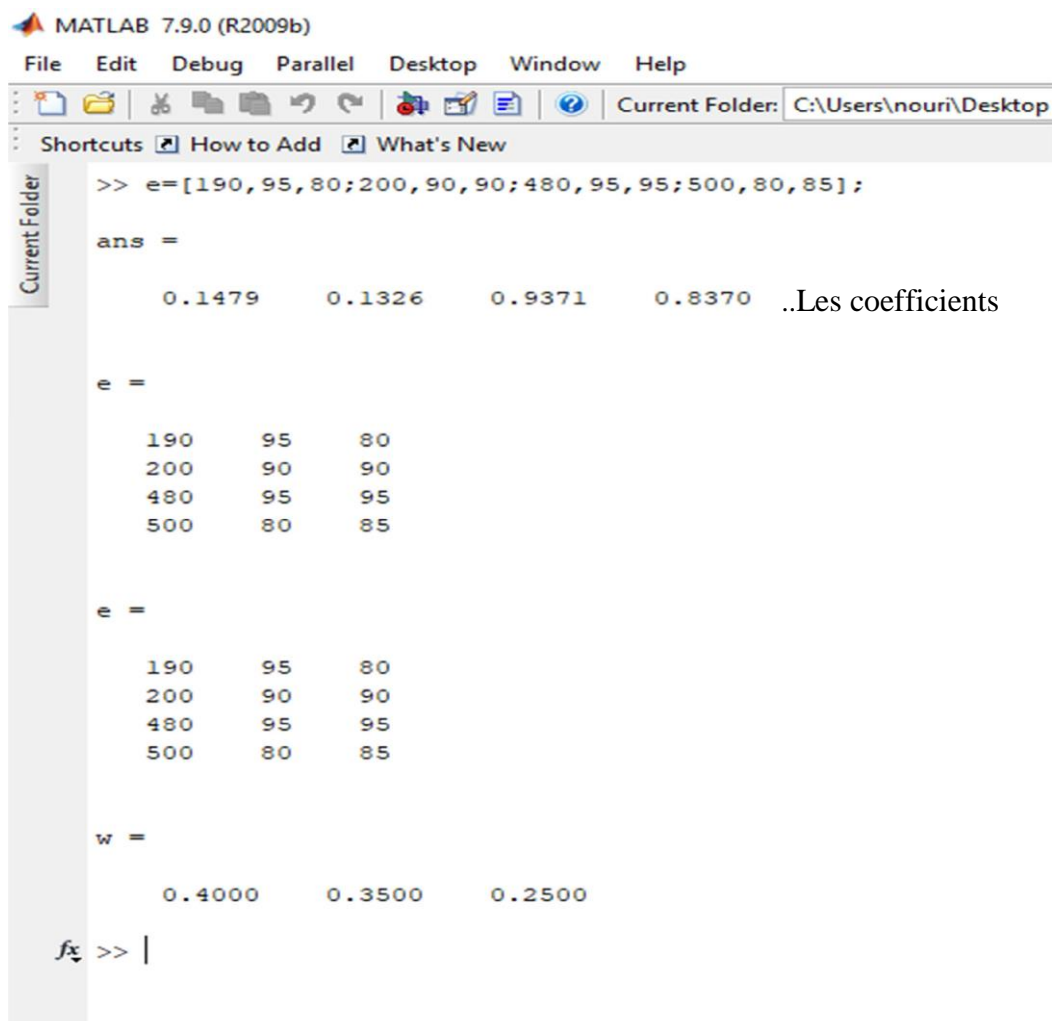 MATLAB 7.9.0 (R2009b)
File Edit Debug Parallel Desktop Window Help
Current Folder: C:\Users\nouri\Desktop
Shortcuts How to Add What's New
Current Folder
>> e=[190,95,80;200,90,90;480,95,95;500,80,85];
ans =
0.1479 0.1326 0.9371 0.8370 ..Les coefficients
e =
190 95 80
200 90 90
480 95 95
500 80 85
e =
190 95 80
200 90 90
480 95 95
500 80 85
w =
0.4000 0.3500 0.2500
fx >>